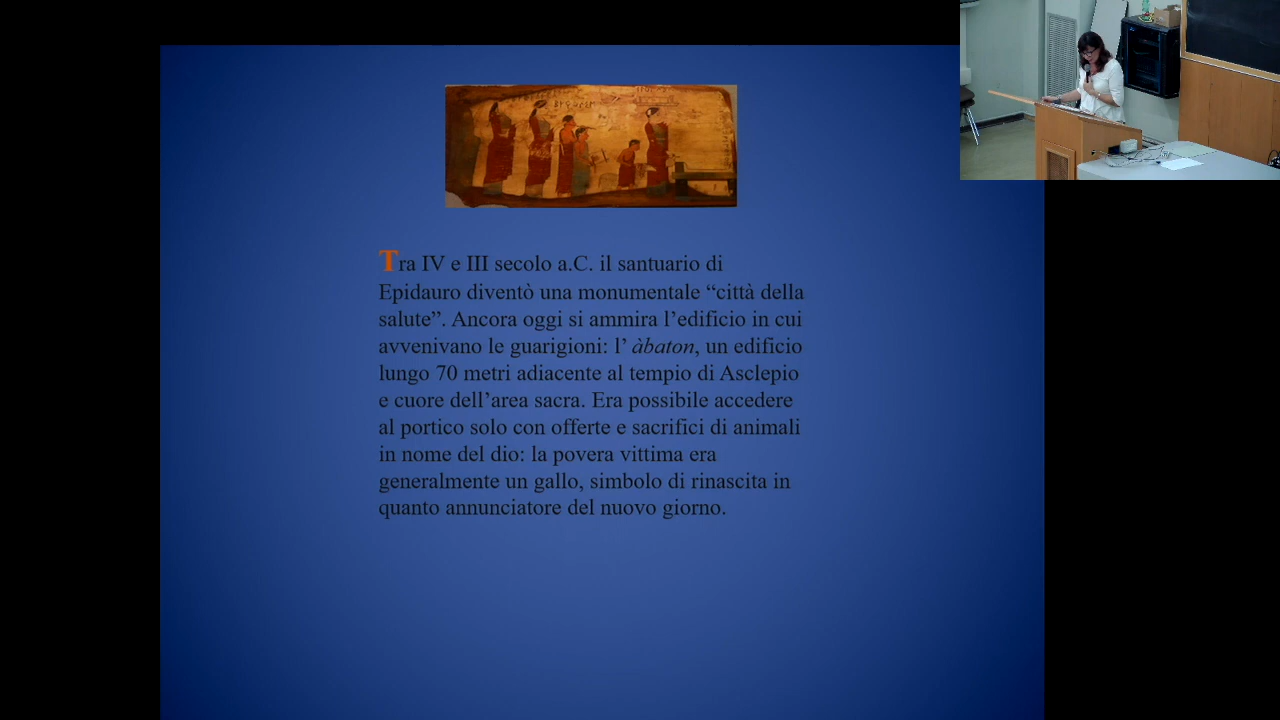 Tra IV e III secolo a.C. il santuario di
Epidauro diventò una monumentale “città della
salute”. Ancora oggi si ammira l’edificio in cui
avvenivano le guarigioni: l’ àbaton, un edificio
lungo 70 metri adiacente al tempio di Asclepio
e cuore dell’area sacra. Era possibile accedere
al portico solo con offerte e sacrifici di animali
in nome del dio: la povera vittima era
generalmente un gallo, simbolo di rinascita in
quanto annunciatore del nuovo giorno.